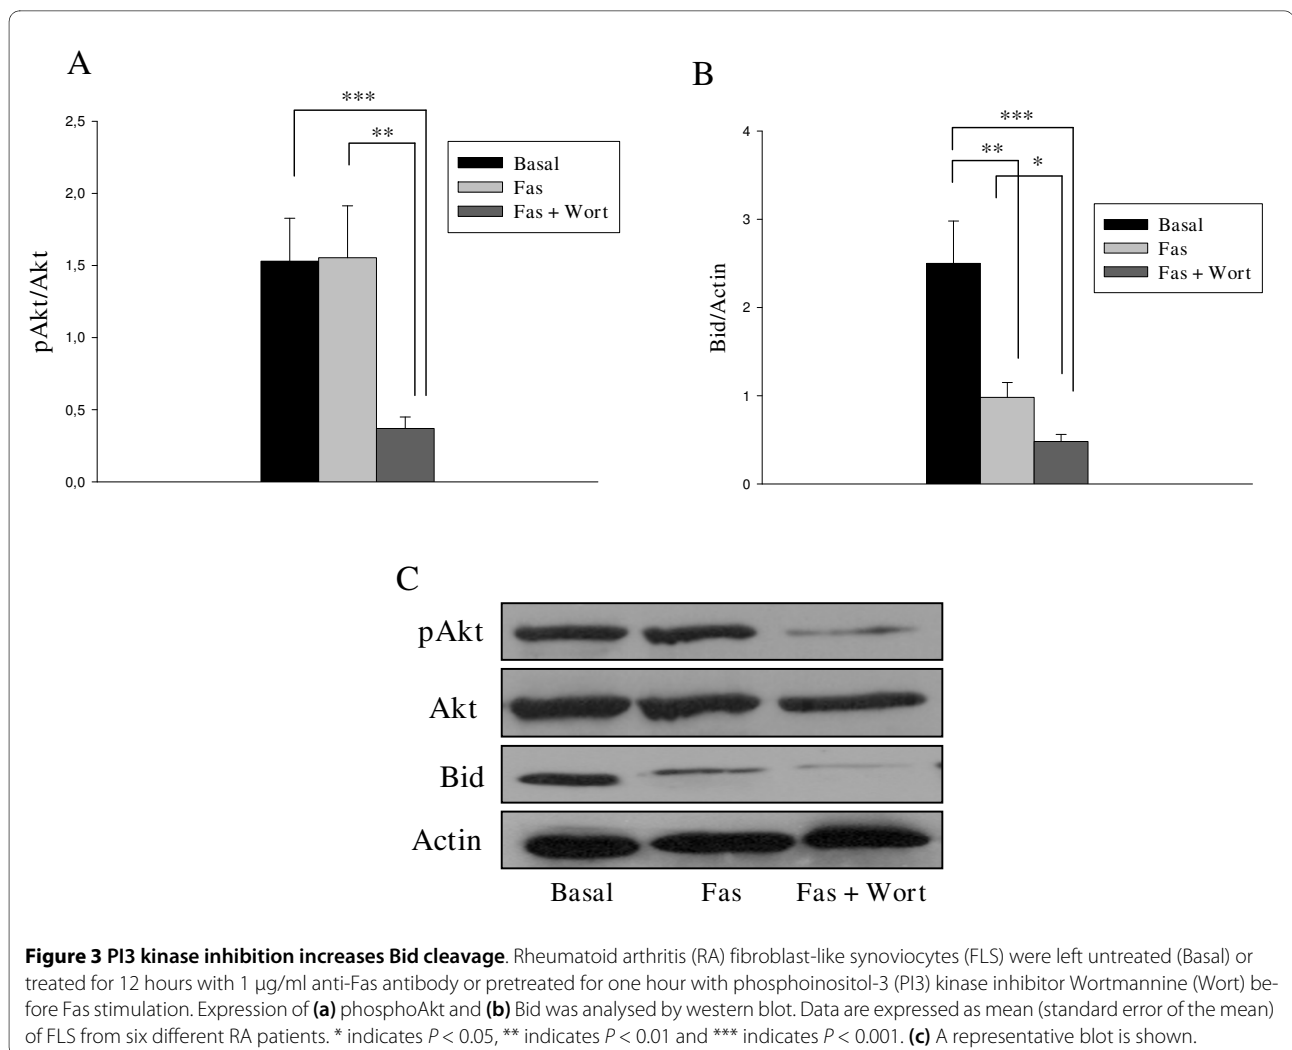 A
***
**
2,5
2,0
1,5
1,0
0,5
0,0
pAkt/Akt
Basal
Fas
Fas + Wort
B
***
**
*
4
3
2
1
0
Bid/Actin
Basal
Fas
Fas + Wort
C
pAkt
Akt
Bid
Actin
Basal Fas Fas + Wort
Figure 3 PI3 kinase inhibition increases Bid cleavage. Rheumatoid arthritis (RA) fibroblast-like synoviocytes (FLS) were left untreated (Basal) or
treated for 12 hours with 1 μg/ml anti-Fas antibody or pretreated for one hour with phosphoinositol-3 (PI3) kinase inhibitor Wortmannine (Wort) be-
fore Fas stimulation. Expression of (a) phosphoAkt and (b) Bid was analysed by western blot. Data are expressed as mean (standard error of the mean)
of FLS from six different RA patients. * indicates P < 0.05, ** indicates P < 0.01 and *** indicates P < 0.001. (c) A representative blot is shown.